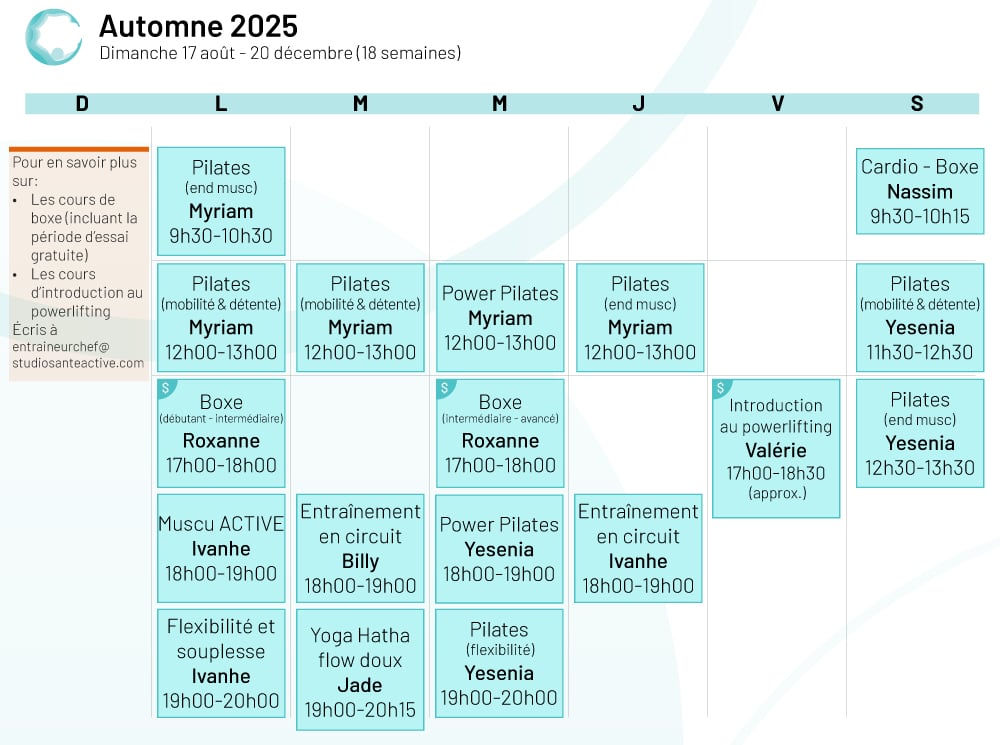 Automne 2025
Dimanche 17 août - 20 décembre (18 semaines)
D L M M J V S
Pour en savoir plus
sur:
• Les cours de
boxe (incluant la
période d'essai
gratuite)
• Les cours
d'introduction au
powerlifting
Écris à
entraineurchef@
studiosanteactive.com
Pilates
(end musc)
Myriam
9h30-10h30
Cardio - Boxe
Nassim
9h30-10h15
Pilates
(mobilité & détente)
Myriam
12h00-13h00
Pilates
(mobilité & détente)
Myriam
12h00-13h00
Power Pilates
Myriam
12h00-13h00
Pilates
(end musc)
Myriam
12h00-13h00
Pilates
(mobilité & détente)
Yesenia
11h30-12h30
$
Boxe
(débutant - intermédiaire)
Roxanne
17h00-18h00
$
Boxe
(intermédiaire - avancé)
Roxanne
17h00-18h00
$
Introduction
au powerlifting
Valérie
17h00-18h30
(approx.)
Pilates
(end musc)
Yesenia
12h30-13h30
Muscu ACTIVE
Ivanhe
18h00-19h00
Entraînement
en circuit
Billy
18h00-19h00
Power Pilates
Yesenia
18h00-19h00
Entraînement
en circuit
Ivanhe
18h00-19h00
Flexibilité et
souplesse
Ivanhe
19h00-20h00
Yoga Hatha
flow doux
Jade
19h00-20h15
Pilates
(flexibilité)
Yesenia
19h00-20h00